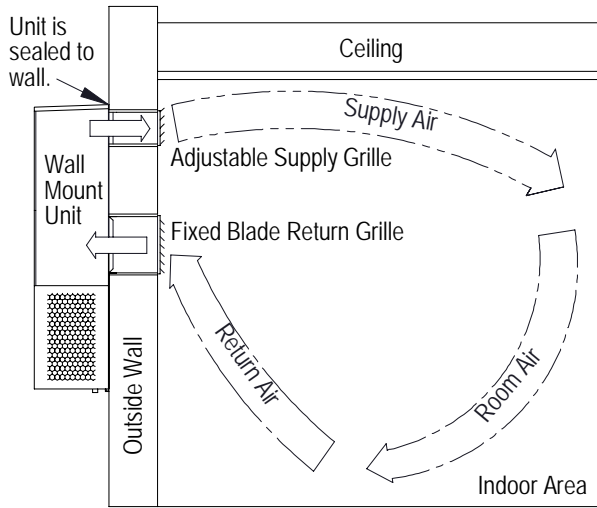 Unit is
sealed to
wall.
Ceiling
Supply Air
Adjustable Supply Grille
Wall
Mount
Unit
Fixed Blade Return Grille
Return Air
Room Air
Outside Wall
Indoor Area